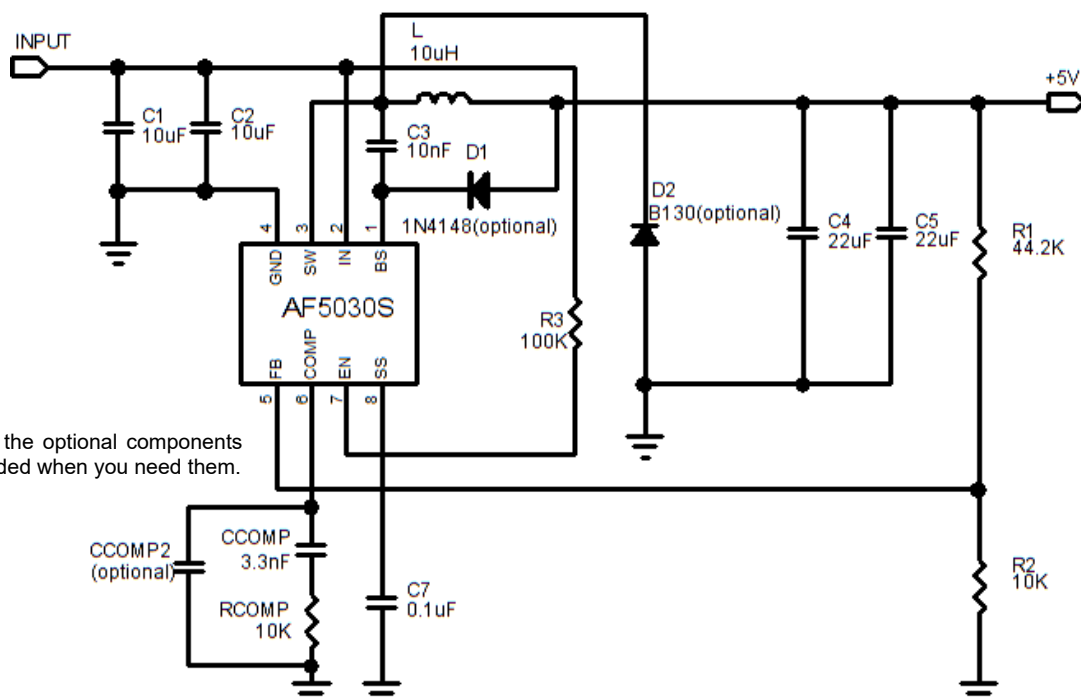 INPUT
L
10uH
+5V
C1
10uF
C2
10uF
C3
10nF
D1
1N4148(optional)
D2
B130(optional)
C4
22uF
C5
22uF
R1
44.2K
4
3
2
1
GND
SW
IN
BS
AF5030S
R3
100K
FB
COMP
EN
SS
5
6
7
8
the optional components
ded when you need them.
CCOMP2
(optional)
CCOMP
3.3nF
RCOMP
10K
C7
0.1uF
R2
10K